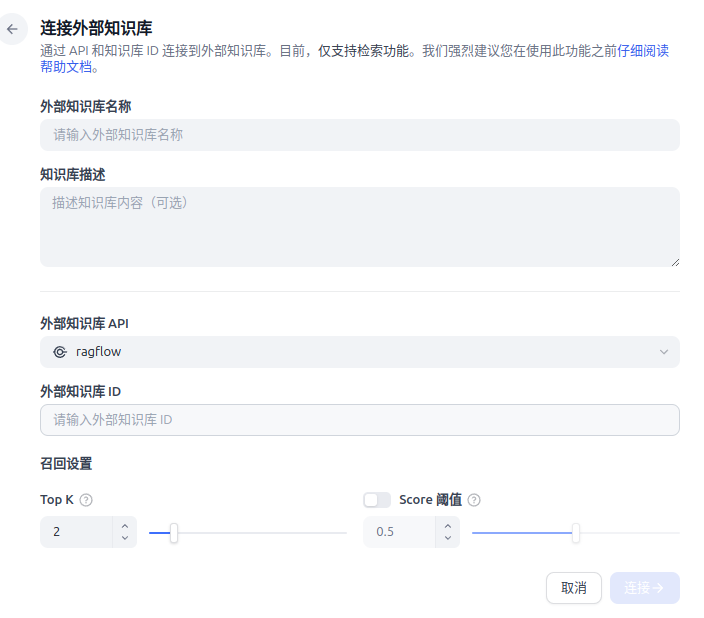 连接外部知识库
通过 API 和知识库 ID 连接到外部知识库。目前，仅支持检索功能。我们强烈建议您在使用此功能之前仔细阅读
帮助文档。
外部知识库名称
请输入外部知识库名称
知识库描述
描述知识库内容（可选）
外部知识库 API
ragflow
外部知识库 ID
请输入外部知识库 ID
召回设置
Top K
Score 阈值
2
0.5
取消
连接